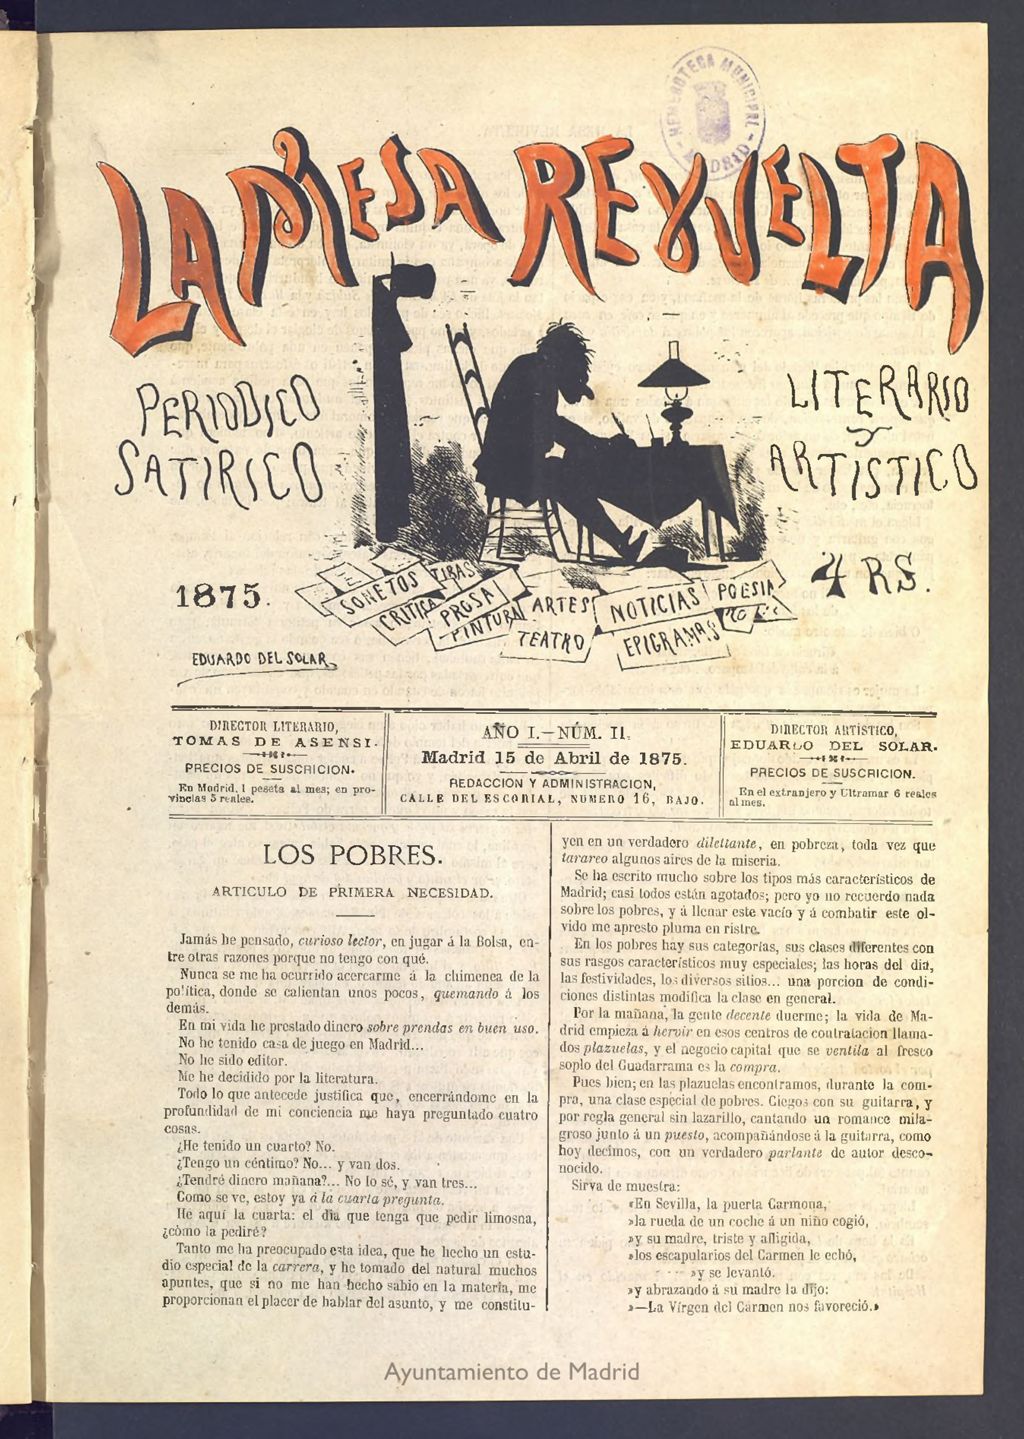 HEMEROTECA MUNICIPAL
MADRID
LA MESA REVUELTA
PERIODICO
SATIRICO
LITERARIO
Y
ARTISTICO
1875.
4 RS.
SONETOS
TIRAS
CRITICA
PROSA
PINTURA
ARTES
TEATRO
NOTICIAS
EPIGRAMAS
POESIA
EDUARDO DEL SOLAR
DIRECTOR LITERARIO,
TOMAS DE ASENSI.
PRECIOS DE SUSCRICION.
En Madrid, 1 peseta al mes; en pro-
vincias 5 reales.
AÑO I.—NÚM. II.
Madrid 15 de Abril de 1875.
REDACCION Y ADMINISTRACION,
CALLE DEL ESCORIAL, NUMERO 16, BAJO.
DIRECTOR ARTÍSTICO,
EDUARDO DEL SOLAR.
PRECIOS DE SUSCRICION.
En el extranjero y Ultramar 6 reales
al mes.
LOS POBRES.
ARTICULO DE PRIMERA NECESIDAD.
Jamás he pensado, curioso lector, en jugar á la Bolsa, en-
tre otras razones porque no tengo con qué.
Nunca se me ha ocurrido acercarme á la chimenea de la
política, donde se calientan unos pocos, quemando á los
demás.
En mi vida he prestado dinero sobre prendas en buen uso.
No he tenido casa de juego en Madrid...
No he sido editor.
Me he decidido por la literatura.
Todo lo que antecede justifica que, encerrándome en la
profundidad de mi conciencia me haya preguntado cuatro
cosas.
¿He tenido un cuarto? No.
¿Tengo un céntimo? No... y van dos.
¿Tendré dinero mañana?... No lo sé, y van tres...
Como se ve, estoy ya á la cuarta pregunta.
He aquí la cuarta: el dia que tenga que pedir limosna,
¿cómo la pediré?
Tanto me ha preocupado esta idea, que he hecho un estu-
dio especial de la carrera, y he tomado del natural muchos
apuntes, que si no me han hecho sabio en la materia, me
proporcionan el placer de hablar del asunto, y me constitu-
yen en un verdadero dilettante, en pobreza, toda vez que
tarareo algunos aires de la miseria.
Se ha escrito mucho sobre los tipos más característicos de
Madrid; casi todos están agotados; pero yo no recuerdo nada
sobre los pobres, y á llenar este vacío y á combatir este ol-
vido me apresto pluma en ristre.
En los pobres hay sus categorías, sus clases diferentes con
sus rasgos característicos muy especiales; las horas del dia,
las festividades, los diversos sitios... una porcion de condi-
ciones distintas modifica la clase en general.
Por la mañana, la gente decente duerme; la vida de Ma-
drid empieza á hervir en esos centros de contratacion llama-
dos plazuelas, y el negocio capital que se ventila al fresco
soplo del Guadarrama es la compra.
Pues bien; en las plazuelas encontramos, durante la com-
pra, una clase especial de pobres. Ciegos con su guitarra, y
por regla general sin lazarillo, cantando un romance mila-
groso junto á un puesto, acompañándose á la guitarra, como
hoy decimos, con un verdadero parlante de autor desco-
nocido.
Sirva de muestra:
«En Sevilla, la puerta Carmona,
»la rueda de un coche á un niño cogió,
»y su madre, triste y afligida,
»los escapularios del Carmen le echó,
»y se levantó.
»y abrazando á su madre la dijo:
»—La Vírgen del Cármen nos favoreció.»
Ayuntamiento de Madrid